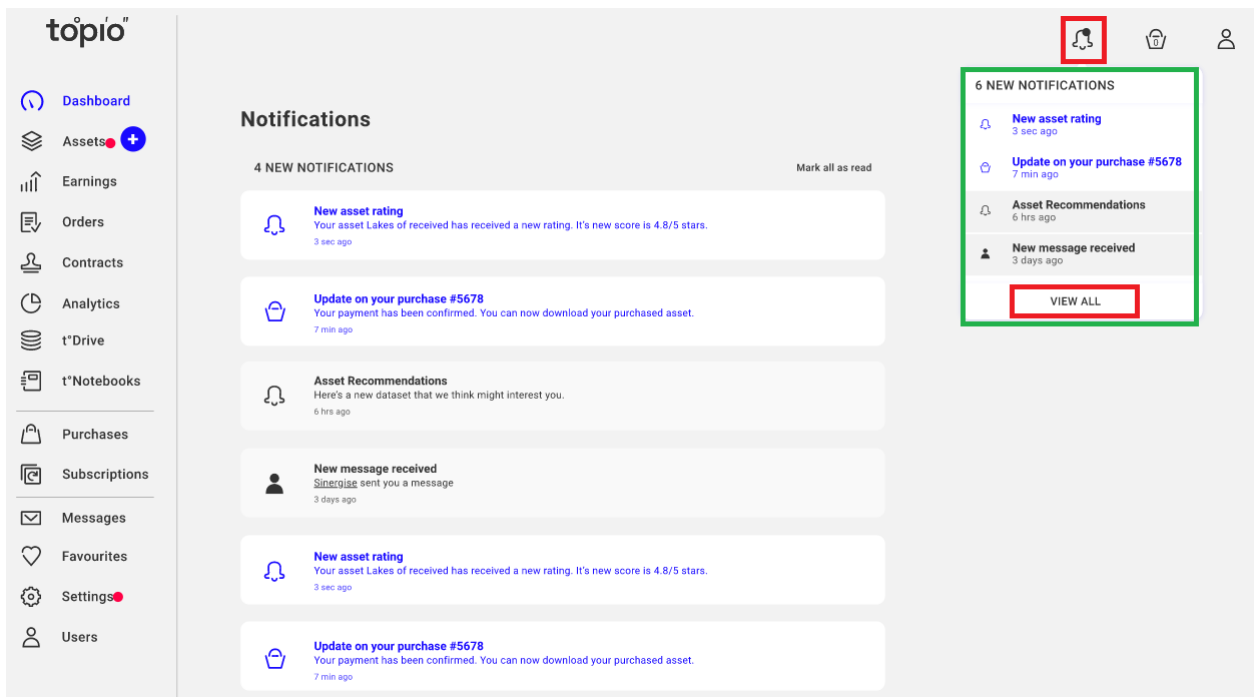 topio
Dashboard
Assets
Earnings
Orders
Contracts
Analytics
t°Drive
t°Notebooks
Purchases
Subscriptions
Messages
Favourites
Settings
Users
0
Notifications
4 NEW NOTIFICATIONS
Mark all as read
New asset rating
Your asset Lakes of received has received a new rating. It's new score is 4.8/5 stars.
3 sec ago
Update on your purchase #5678
Your payment has been confirmed. You can now download your purchased asset.
7 min ago
Asset Recommendations
Here's a new dataset that we think might interest you.
6 hrs ago
New message received
Sinergise sent you a message
3 days ago
New asset rating
Your asset Lakes of received has received a new rating. It's new score is 4.8/5 stars.
3 sec ago
Update on your purchase #5678
Your payment has been confirmed. You can now download your purchased asset.
7 min ago
6 NEW NOTIFICATIONS
New asset rating
3 sec ago
Update on your purchase #5678
7 min ago
Asset Recommendations
6 hrs ago
New message received
3 days ago
VIEW ALL